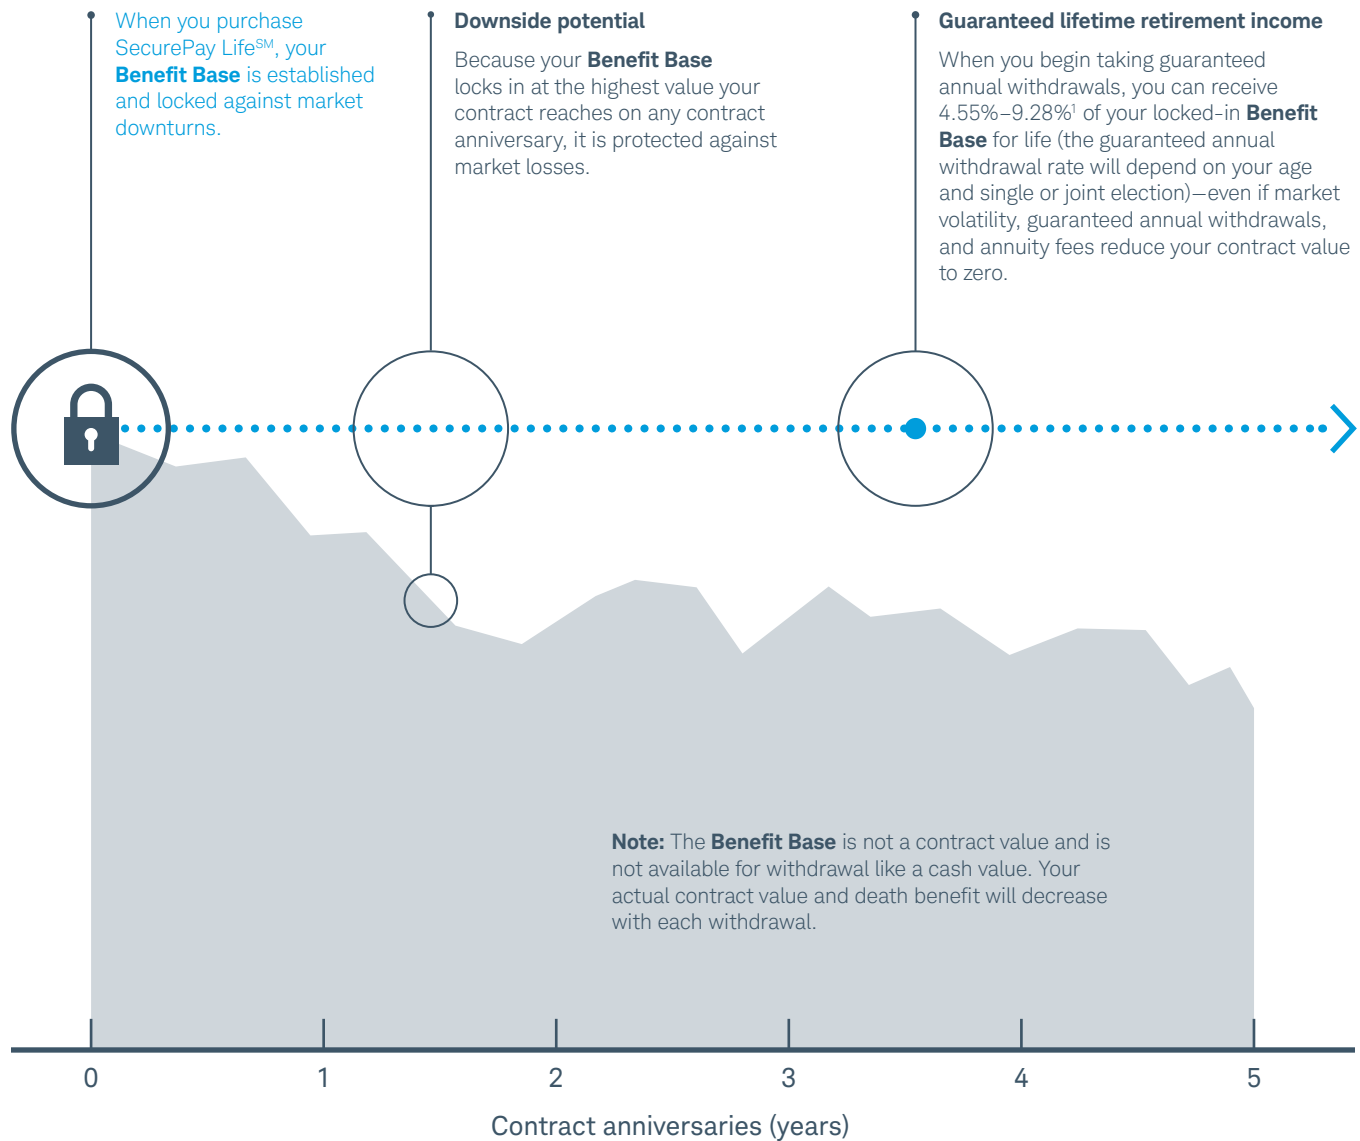 When you purchase
SecurePay Life℠, your
Benefit Base is established
and locked against market
downturns.
Downside potential
Because your Benefit Base
locks in at the highest value your
contract reaches on any contract
anniversary, it is protected against
market losses.
Guaranteed lifetime retirement income
When you begin taking guaranteed
annual withdrawals, you can receive
4.55%–9.28%¹ of your locked-in Benefit
Base for life (the guaranteed annual
withdrawal rate will depend on your age
and single or joint election)—even if market
volatility, guaranteed annual withdrawals,
and annuity fees reduce your contract value
to zero.
Note: The Benefit Base is not a contract value and is
not available for withdrawal like a cash value. Your
actual contract value and death benefit will decrease
with each withdrawal.
0 1 2 3 4 5
Contract anniversaries (years)